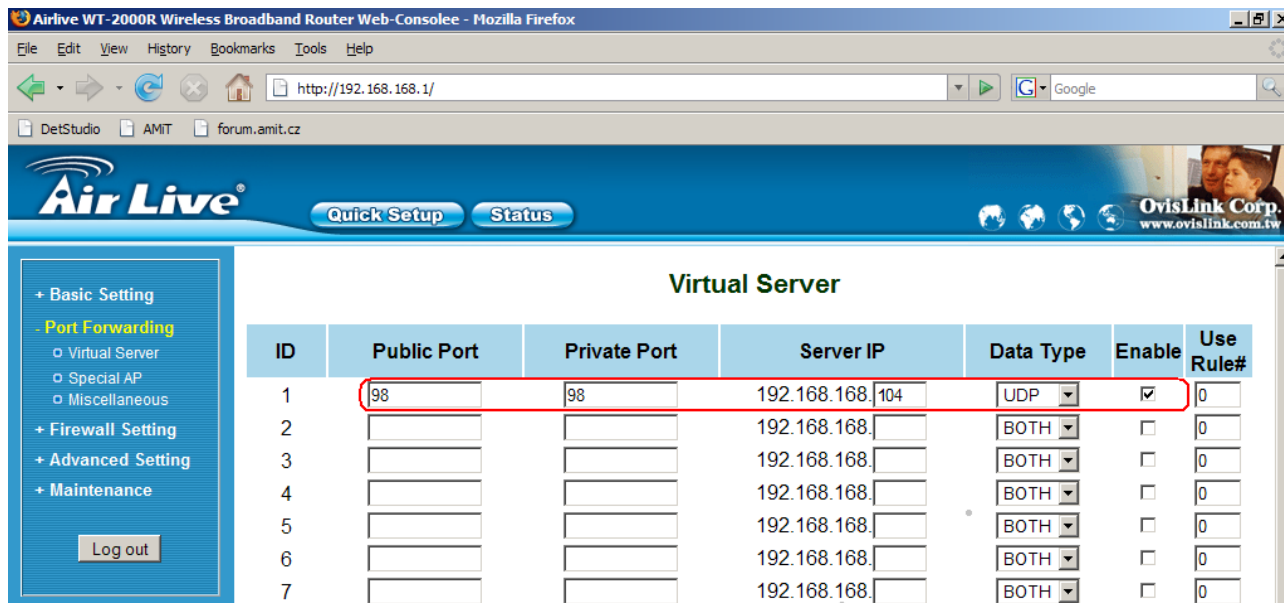 Airlive WT-2000R Wireless Broadband Router Web-Consolee - Mozilla Firefox
File Edit View History Bookmarks Tools Help
http://192.168.168.1/ G Google
DetStudio AMiT forum.amit.cz
Air Live®
Quick Setup Status
OvisLink Corp.
www.ovislink.com.tw
+ Basic Setting
- Port Forwarding
Virtual Server
Special AP
Miscellaneous
+ Firewall Setting
+ Advanced Setting
+ Maintenance
Log out
Virtual Server
ID Public Port Private Port Server IP Data Type Enable Use Rule#
1 98 98 192.168.168. 104 UDP 0
2 192.168.168. BOTH 0
3 192.168.168. BOTH 0
4 192.168.168. BOTH 0
5 192.168.168. BOTH 0
6 192.168.168. BOTH 0
7 192.168.168. BOTH 0